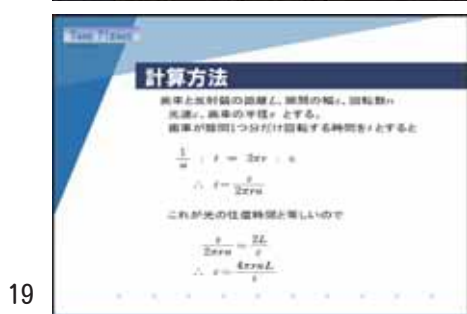 計算方法
歯車と反射鏡の距離L、隙間の幅s、回転数n
光速c、歯車の半径r とする。
歯車が隙間1つ分だけ回転する時間をtとすると
1/n : t = 2πr : s
∴ t = s/2πrn
これが光の往復時間と等しいので
s/2πrn = 2L/c
∴ c = 4πrnL/s
19